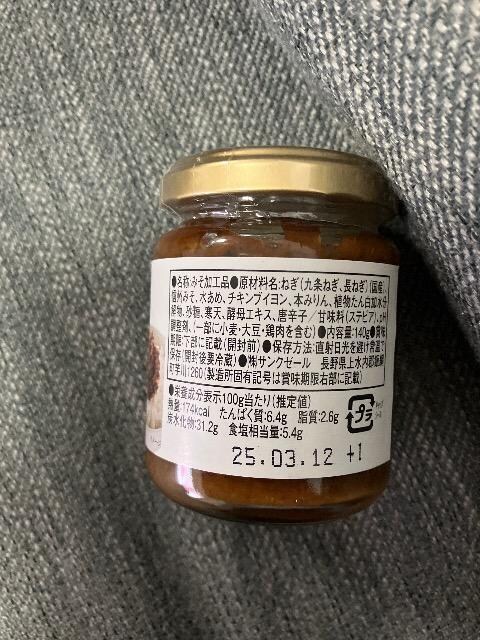 ●名称:みそ加工品●原材料名:ねぎ(九条ねぎ、長ねぎ)(国産)、
信州みそ、水あめ、チキンブイヨン、本みりん、植物たん白加水分
解物、砂糖、寒天、酵母エキス、唐辛子/甘味料(ステビア)、pH
調整剤、(一部に小麦・大豆・鶏肉を含む)●内容量:140g●賞味
期限:下部に記載(開封前)●保存方法:直射日光を避け常温で
保存(開封後要冷蔵)●㈱サンクゼール 長野県上水内郡飯綱
町芋川1260(製造所固有記号は賞味期限右部に記載)
●栄養成分表示100g当たり(推定値)
熱量:174kcal たんぱく質:6.4g 脂質:2.6g
炭水化物:31.2g 食塩相当量:5.4g
プラ
25.03.12 +1